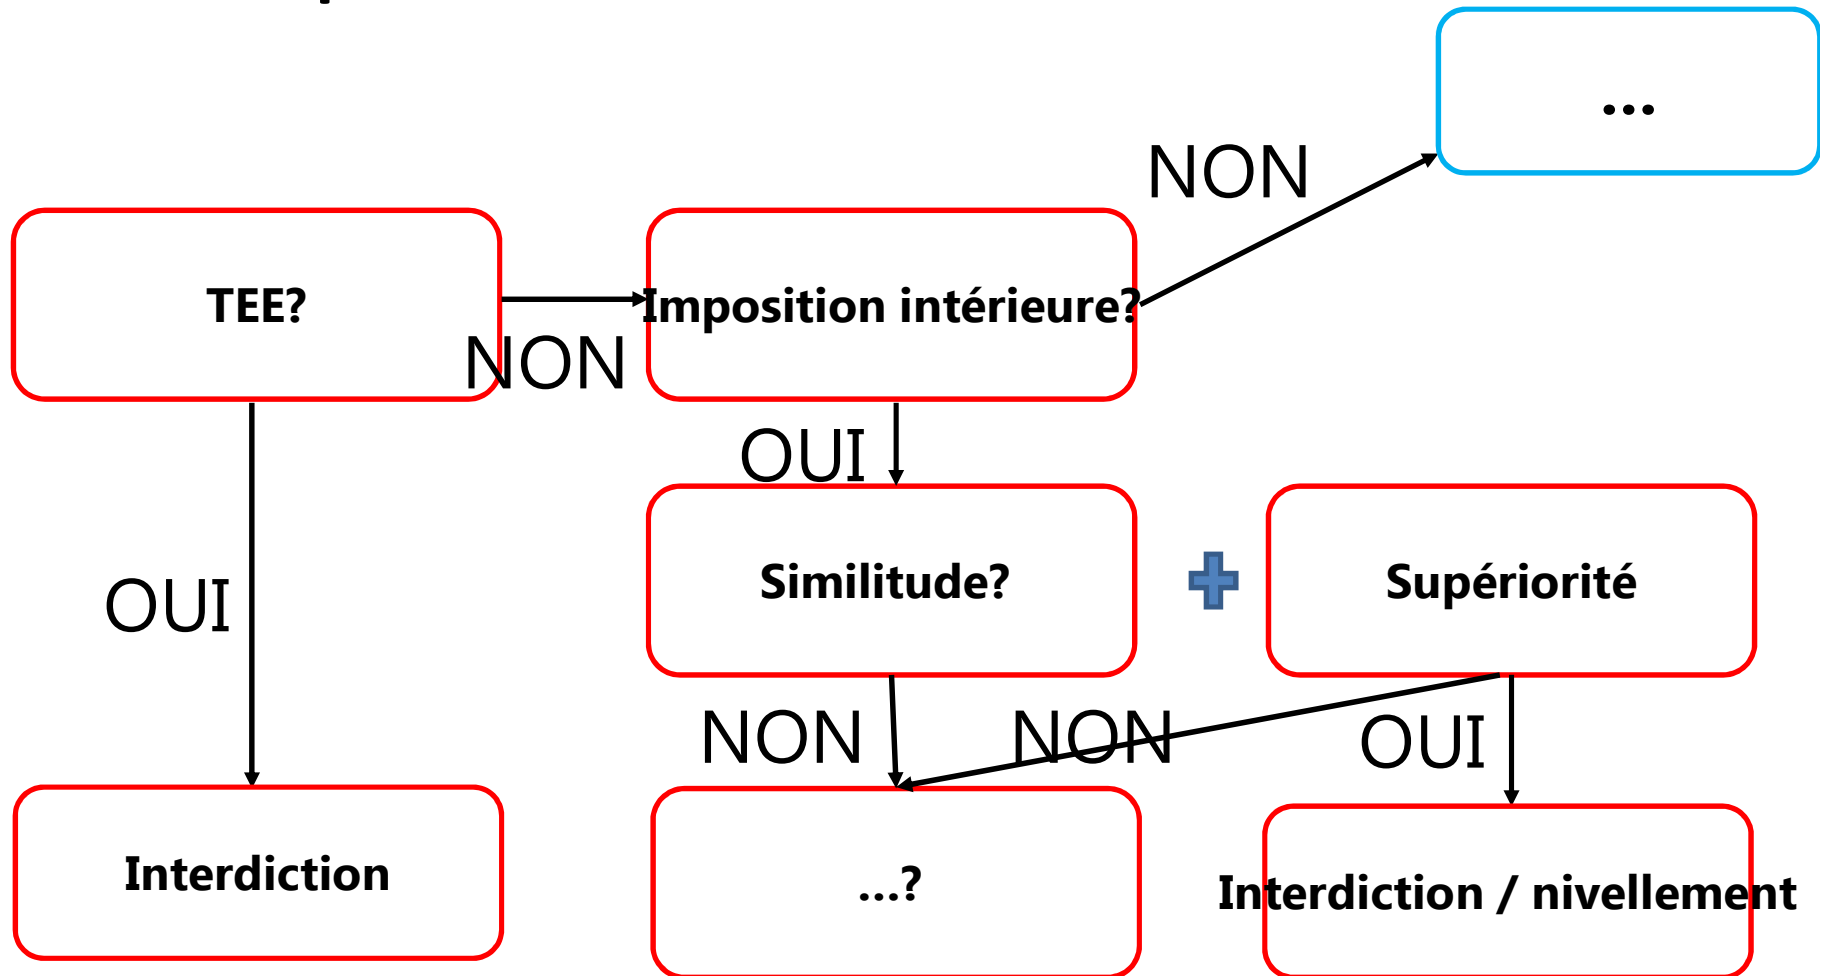 ...
NON
TEE?
Imposition intérieure?
NON
OUI
OUI
Similitude?
Supériorité
NON
NON
OUI
Interdiction
...?
Interdiction / nivellement